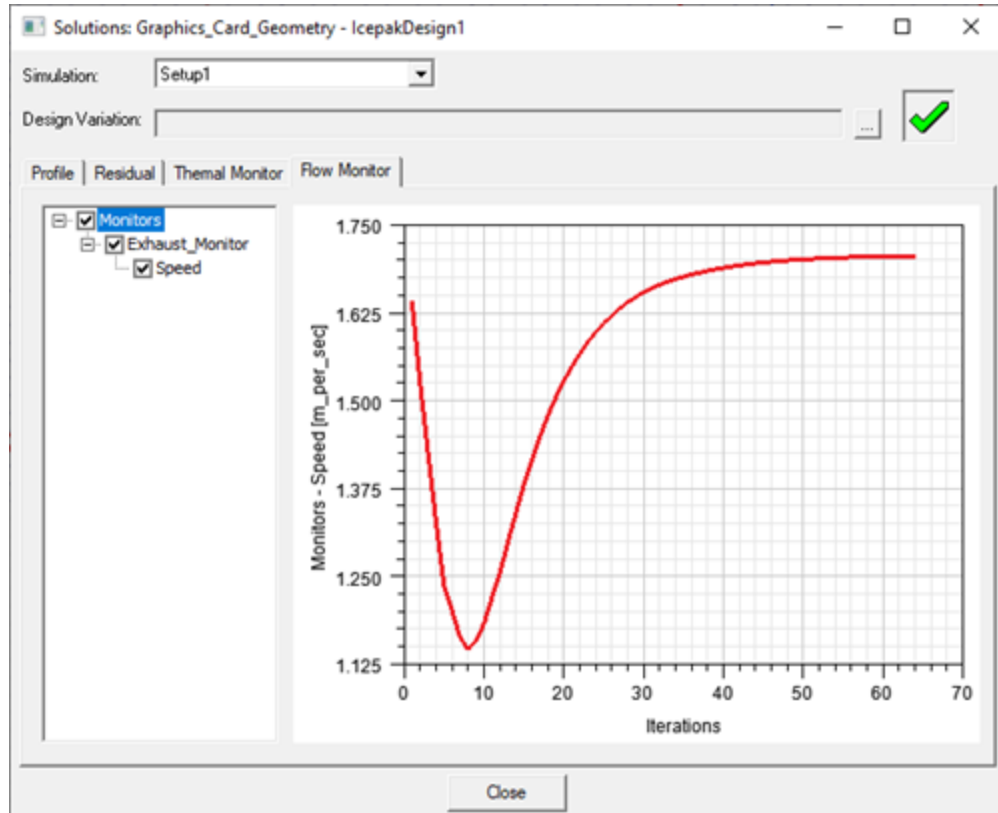 Solutions: Graphics_Card_Geometry - IcepakDesign1
Simulation: Setup1
Design Variation: ...
Profile Residual Themal Monitor Flow Monitor
Monitors
Exhaust_Monitor
Speed
Monitors - Speed [m_per_sec]
1.750
1.625
1.500
1.375
1.250
1.125
0 10 20 30 40 50 60 70
Iterations
Close